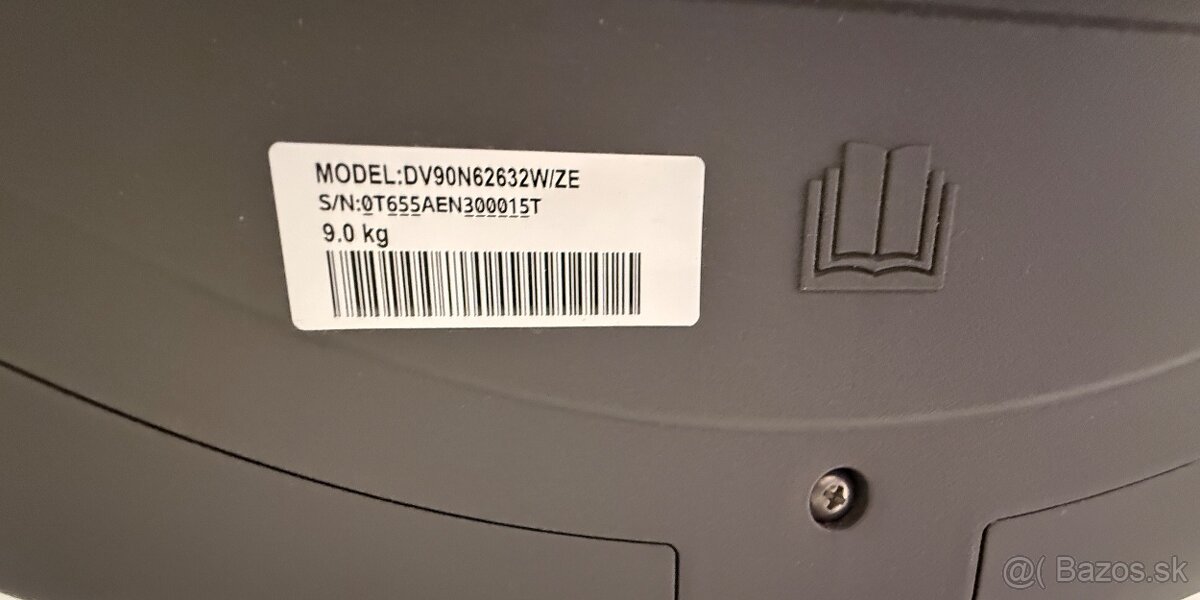 MODEL:DV90N62632W/ZE
S/N:0T655AEN300015T
9.0 kg
@( Bazos.sk